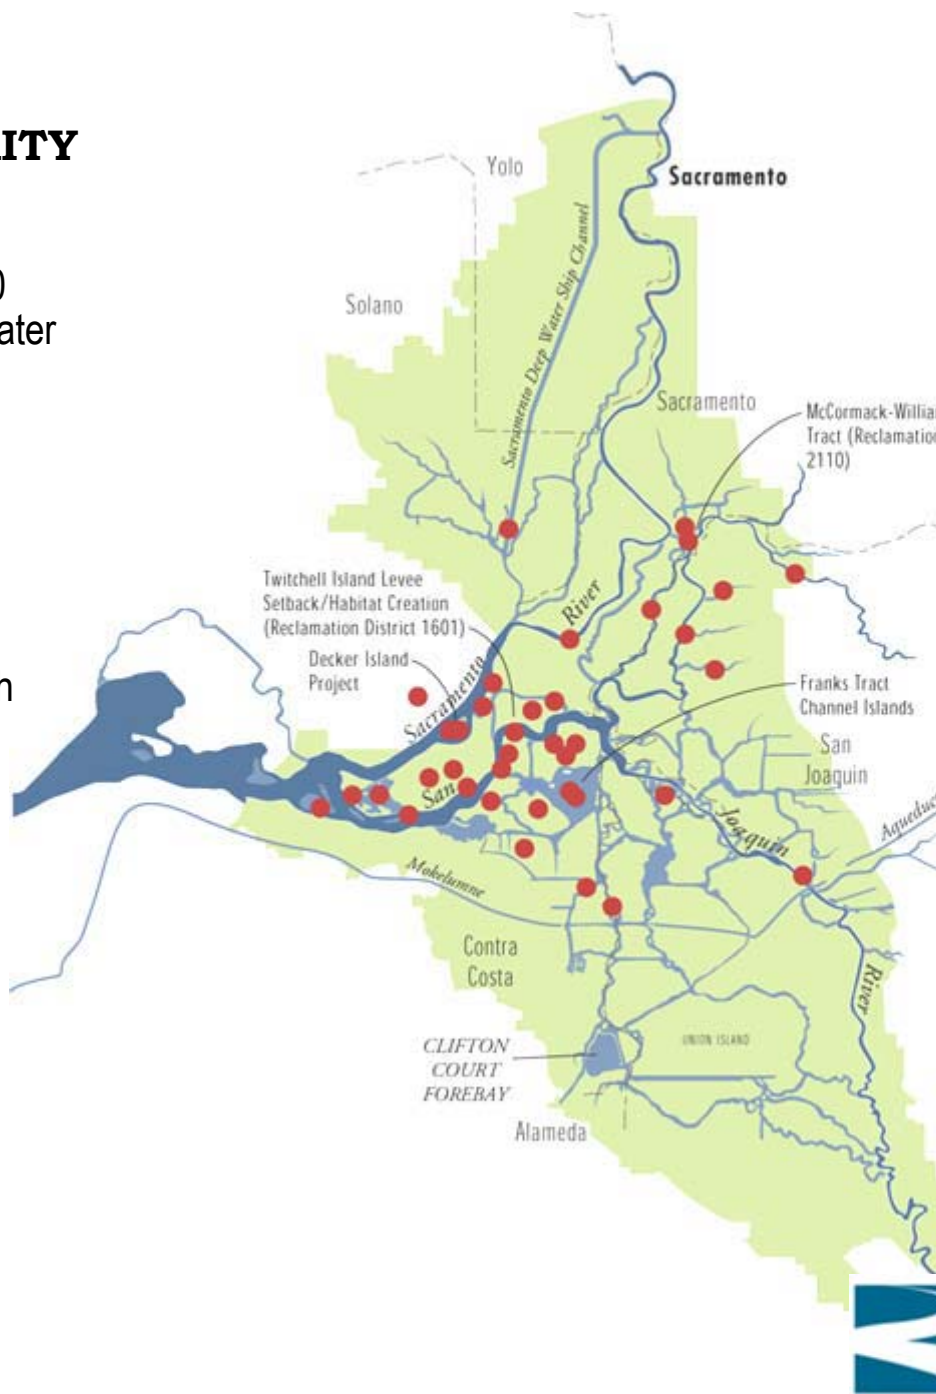 ITY
)
ater
n
Yolo
Sacramento
Solano
Sacramento Deep Water Ship Channel
Sacramento
McCormack-Willia
Tract (Reclamation
2110)
Twitchell Island Levee
Setback/Habitat Creation
(Reclamation District 1601)
River
Decker Island
Project
Sacramento
Franks Tract
Channel Islands
San
Joaquin
San
Joaquin
Aqueduct
Mokelumne
Contra
Costa
River
CLIFTON
COURT
FOREBAY
UNION ISLAND
Alameda